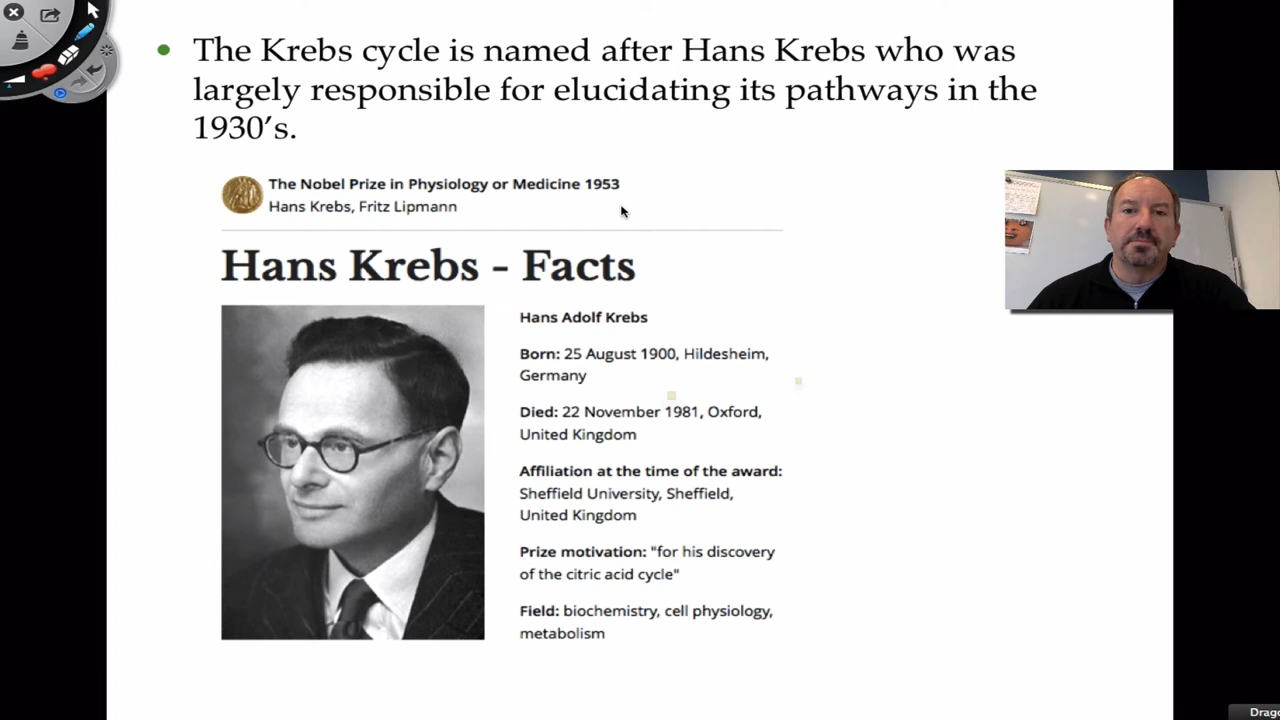 • The Krebs cycle is named after Hans Krebs who was
largely responsible for elucidating its pathways in the
1930’s.
The Nobel Prize in Physiology or Medicine 1953
Hans Krebs, Fritz Lipmann
Hans Krebs - Facts
Hans Adolf Krebs
Born: 25 August 1900, Hildesheim,
Germany
Died: 22 November 1981, Oxford,
United Kingdom
Affiliation at the time of the award:
Sheffield University, Sheffield,
United Kingdom
Prize motivation: "for his discovery
of the citric acid cycle"
Field: biochemistry, cell physiology,
metabolism
Drago